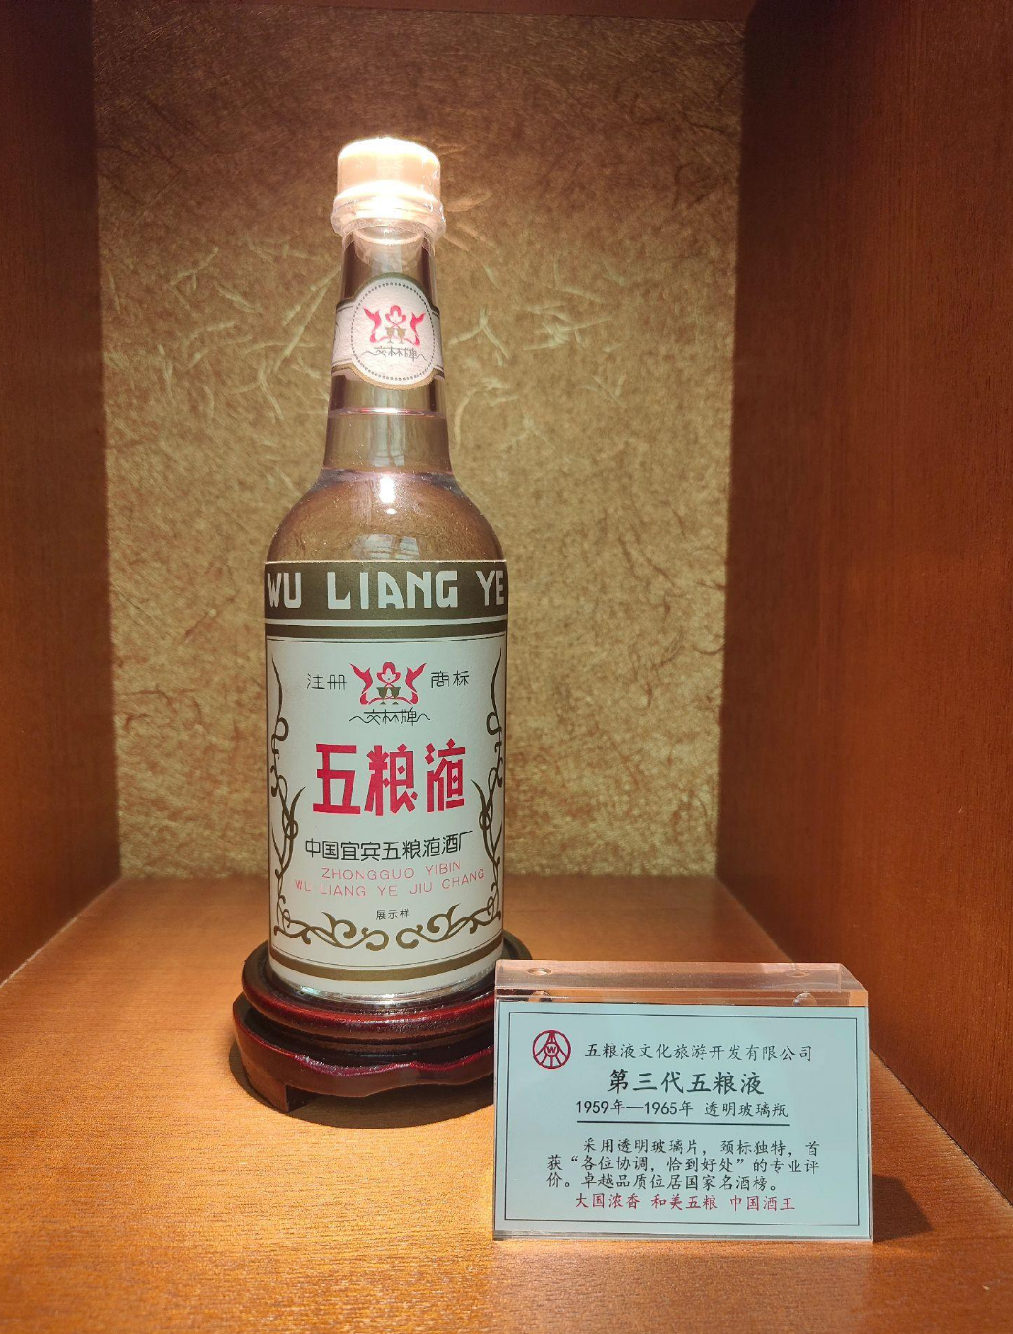 交杯牌
WU LIANG YE
注册 商标
交杯牌
五粮液
中国宜宾五粮液酒厂
ZHONGGUO YIBIN
WU LIANG YE JIU CHANG
展示样
五粮液文化旅游开发有限公司
第三代五粮液
1959年—1965年 透明玻璃瓶
采用透明玻璃片，颈标独特，首
获“各位协调，恰到好处”的专业评
价。卓越品质位居国家名酒榜。
大国浓香 和美五粮 中国酒王